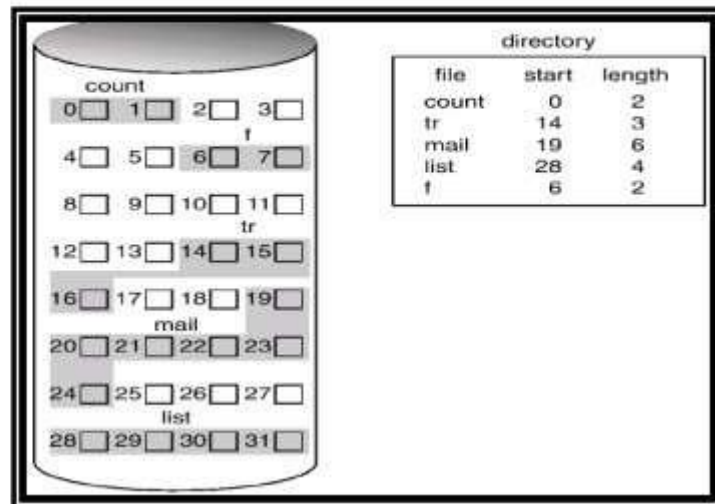 count
0 1 2 3
f
4 5 6 7
8 9 10 11
tr
12 13 14 15
16 17 18 19
mail
20 21 22 23
24 25 26 27
list
28 29 30 31
directory
file start length
count 0 2
tr 14 3
mail 19 6
list 28 4
f 6 2